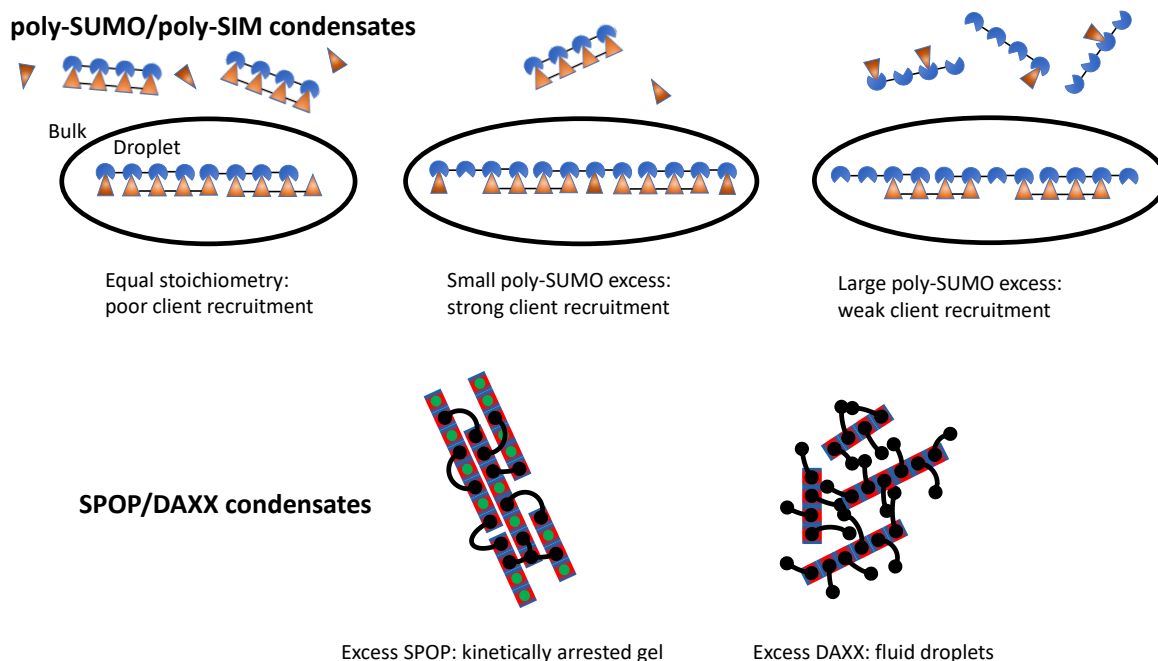 poly-SUMO/poly-SIM condensates
Bulk
Droplet
Equal stoichiometry:
poor client recruitment
Small poly-SUMO excess:
strong client recruitment
Large poly-SUMO excess:
weak client recruitment
SPOP/DAXX condensates
Excess SPOP: kinetically arrested gel
Excess DAXX: fluid droplets